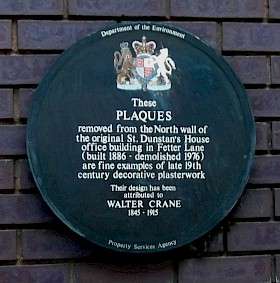 Department of the Environment
These
PLAQUES
removed from the North wall of
the original St. Dunstan's House
office building in Fetter Lane
(built 1886 - demolished 1976)
are fine examples of late 19th
century decorative plasterwork
Their design has been
attributed to
WALTER CRANE
1845 - 1915
Property Services Agency